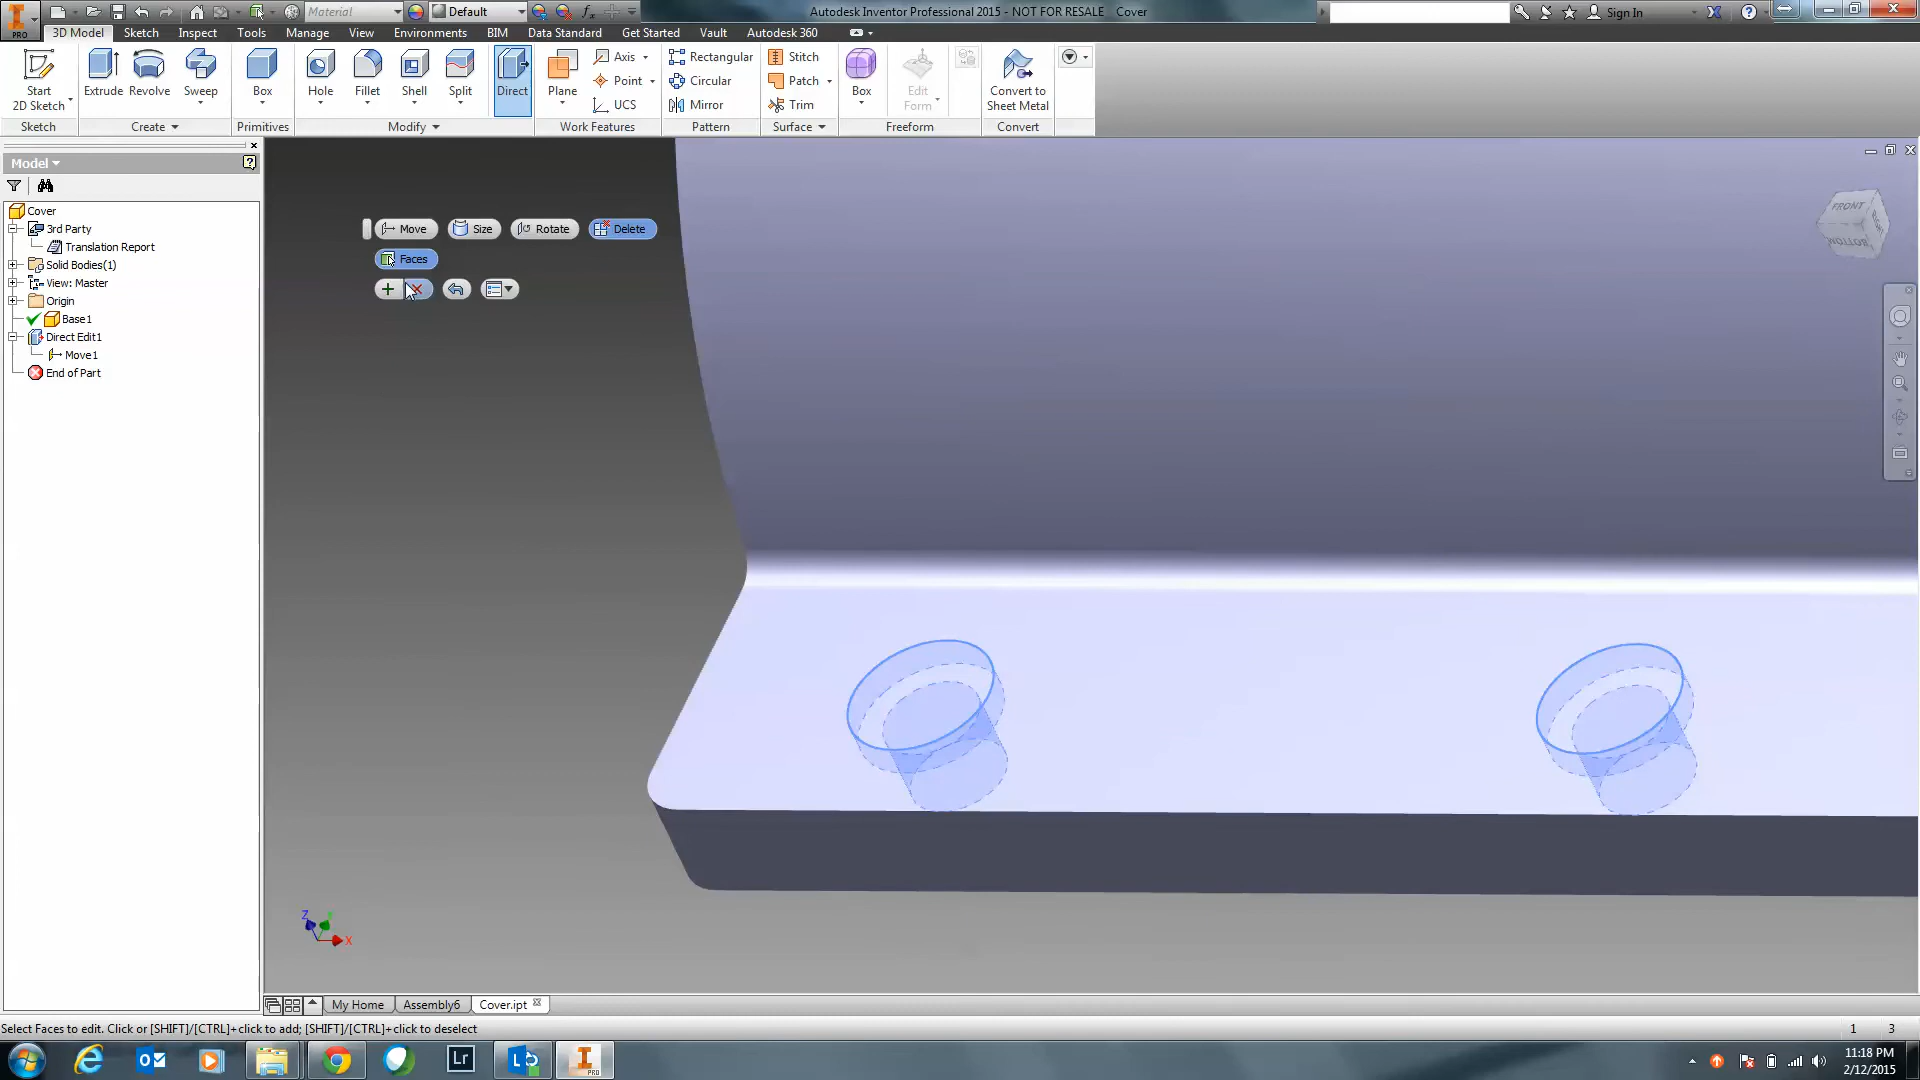 Material
Default
Autodesk Inventor Professional 2015 - NOT FOR RESALE Cover
Sign In
PRO
3D Model Sketch Inspect Tools Manage View Environments BIM Data Standard Get Started Vault Autodesk 360
Start
2D Sketch
Extrude
Revolve
Sweep
Box
Hole
Fillet
Shell
Split
Direct
Plane
Axis
Point
UCS
Rectangular
Circular
Mirror
Stitch
Patch
Trim
Box
Edit
Form
Convert to
Sheet Metal
Sketch
Create
Primitives
Modify
Work Features
Pattern
Surface
Freeform
Convert
Model
Cover
3rd Party
Translation Report
Solid Bodies(1)
View: Master
Origin
Base1
Direct Edit1
Move1
End of Part
Move
Size
Rotate
Delete
Faces
FRONT
BOTTOM
Z
X
My Home
Assembly6
Cover.ipt
Select Faces to edit. Click or [SHIFT]/[CTRL]+click to add; [SHIFT]/[CTRL]+click to deselect
1
3
Lr
PRO
11:18 PM
2/12/2015